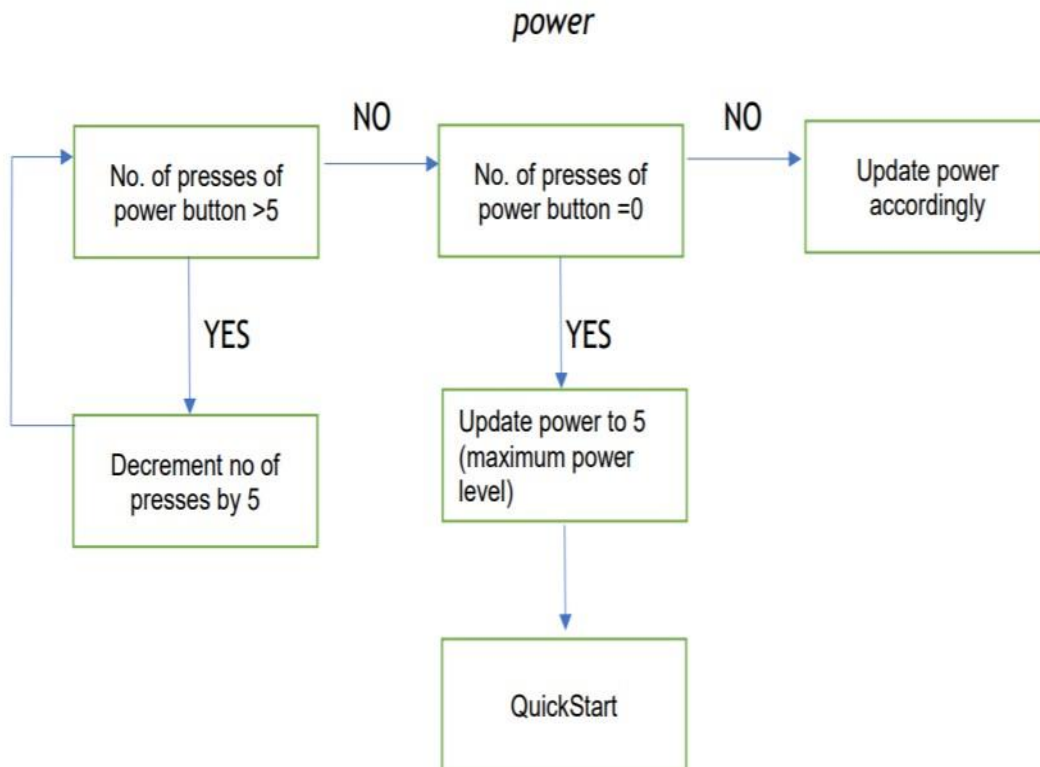 power
NO
NO
No. of presses of
power button >5
No. of presses of
power button =0
Update power
accordingly
YES
YES
Decrement no of
presses by 5
Update power to 5
(maximum power
level)
QuickStart